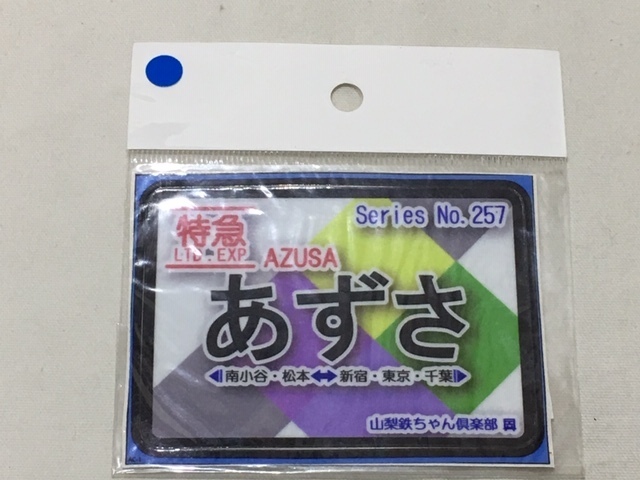 特急
LTD EXP
Series No.257
AZUSA
あずさ
南小谷・松本⇔新宿・東京・千葉
山梨鉄ちゃん倶楽部